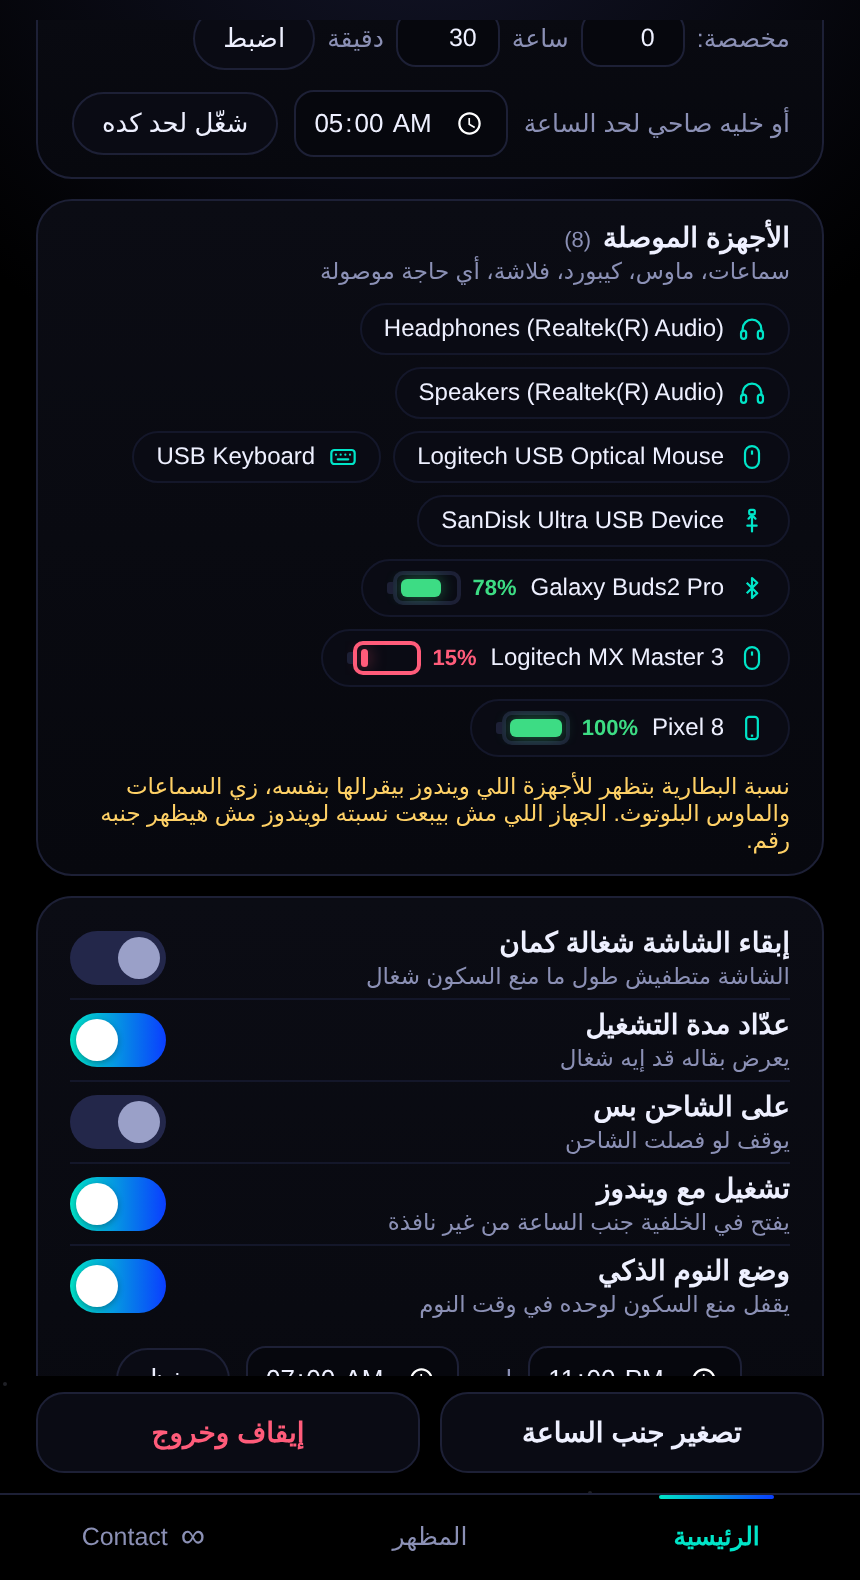 مخصصة: 0 ساعة 30 دقيقة اضبط
أو خليه صاحي لحد الساعة 05:00 AM شغّل لحد كده
الأجهزة الموصلة (8)
سماعات، ماوس، كيبورد، فلاشة، أي حاجة موصولة
Headphones (Realtek(R) Audio)
Speakers (Realtek(R) Audio)
Logitech USB Optical Mouse USB Keyboard
SanDisk Ultra USB Device
Galaxy Buds2 Pro 78%
Logitech MX Master 3 15%
Pixel 8 100%
نسبة البطارية بتظهر للأجهزة اللي ويندوز بيقرالها بنفسه، زي السماعات
والماوس البلوتوث. الجهاز اللي مش بيبعت نسبته لويندوز مش هيظهر جنبه
رقم.
إبقاء الشاشة شغالة كمان
الشاشة متطفيش طول ما منع السكون شغال
عدّاد مدة التشغيل
يعرض بقاله قد إيه شغال
على الشاحن بس
يوقف لو فصلت الشاحن
تشغيل مع ويندوز
يفتح في الخلفية جنب الساعة من غير نافذة
وضع النوم الذكي
يقفل منع السكون لوحده في وقت النوم
11:00 PM 07:00 AM
تصغير جنب الساعة إيقاف وخروج
الرئيسية المظهر Contact